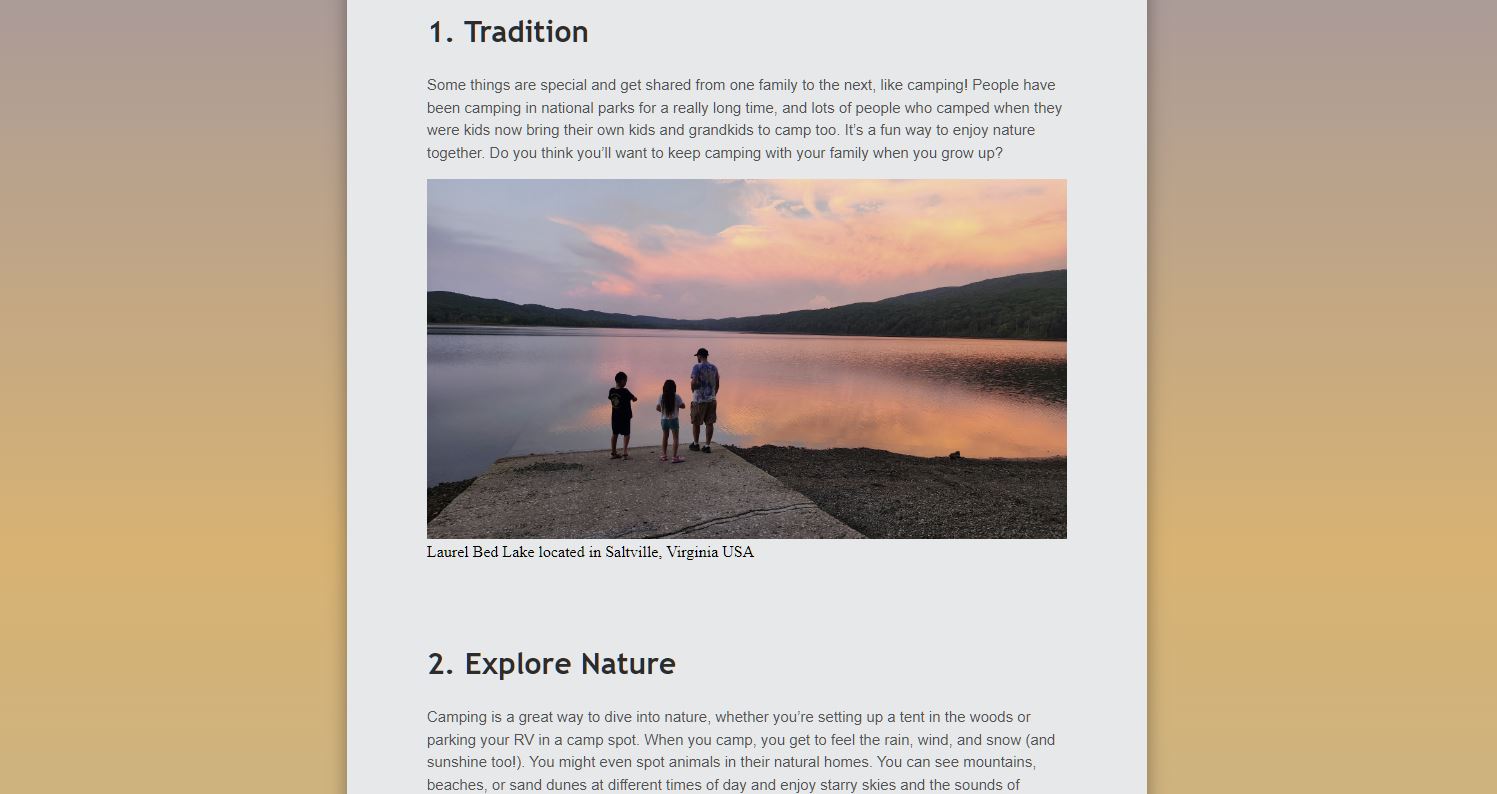 1. Tradition
Some things are special and get shared from one family to the next, like camping! People have
been camping in national parks for a really long time, and lots of people who camped when they
were kids now bring their own kids and grandkids to camp too. It’s a fun way to enjoy nature
together. Do you think you’ll want to keep camping with your family when you grow up?
Laurel Bed Lake located in Saltville, Virginia USA
2. Explore Nature
Camping is a great way to dive into nature, whether you’re setting up a tent in the woods or
parking your RV in a camp spot. When you camp, you get to feel the rain, wind, and snow (and
sunshine too!). You might even spot animals in their natural homes. You can see mountains,
beaches, or sand dunes at different times of day and enjoy starry skies and the sounds of